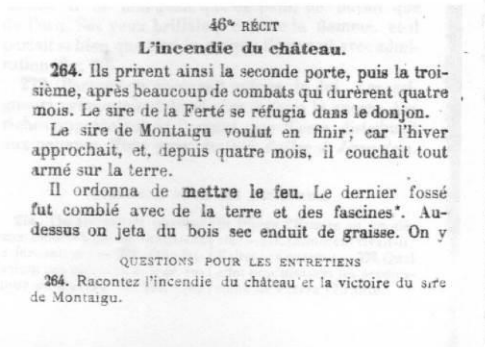 46e RÉCIT
L'incendie du château.
264. Ils prirent ainsi la seconde porte, puis la troi-
sième, après beaucoup de combats qui durèrent quatre
mois. Le sire de la Ferté se réfugia dans le donjon.
Le sire de Montaigu voulut en finir; car l'hiver
approchait, et, depuis quatre mois, il couchait tout
armé sur la terre.
Il ordonna de mettre le feu. Le dernier fossé
fut comblé avec de la terre et des fascines*. Au-
dessus on jeta du bois sec enduit de graisse. On y
QUESTIONS POUR LES ENTRETIENS
264. Racontez l'incendie du château et la victoire du sire
de Montaigu.